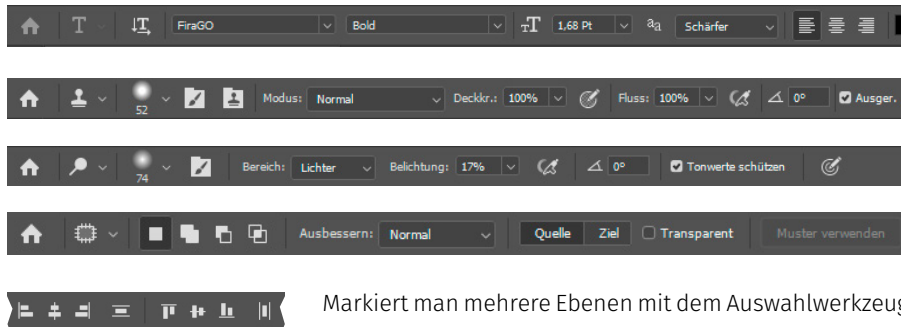 T FiraGO Bold 1,68 Pt aa Schärfer
52 Modus: Normal Deckkr.: 100% Fluss: 100% 0° Ausger.
74 Bereich: Lichter Belichtung: 17% 0° Tonwerte schützen
Ausbessern: Normal Quelle Ziel Transparent Muster verwenden
Markiert man mehrere Ebenen mit dem Auswahlwerkzeug